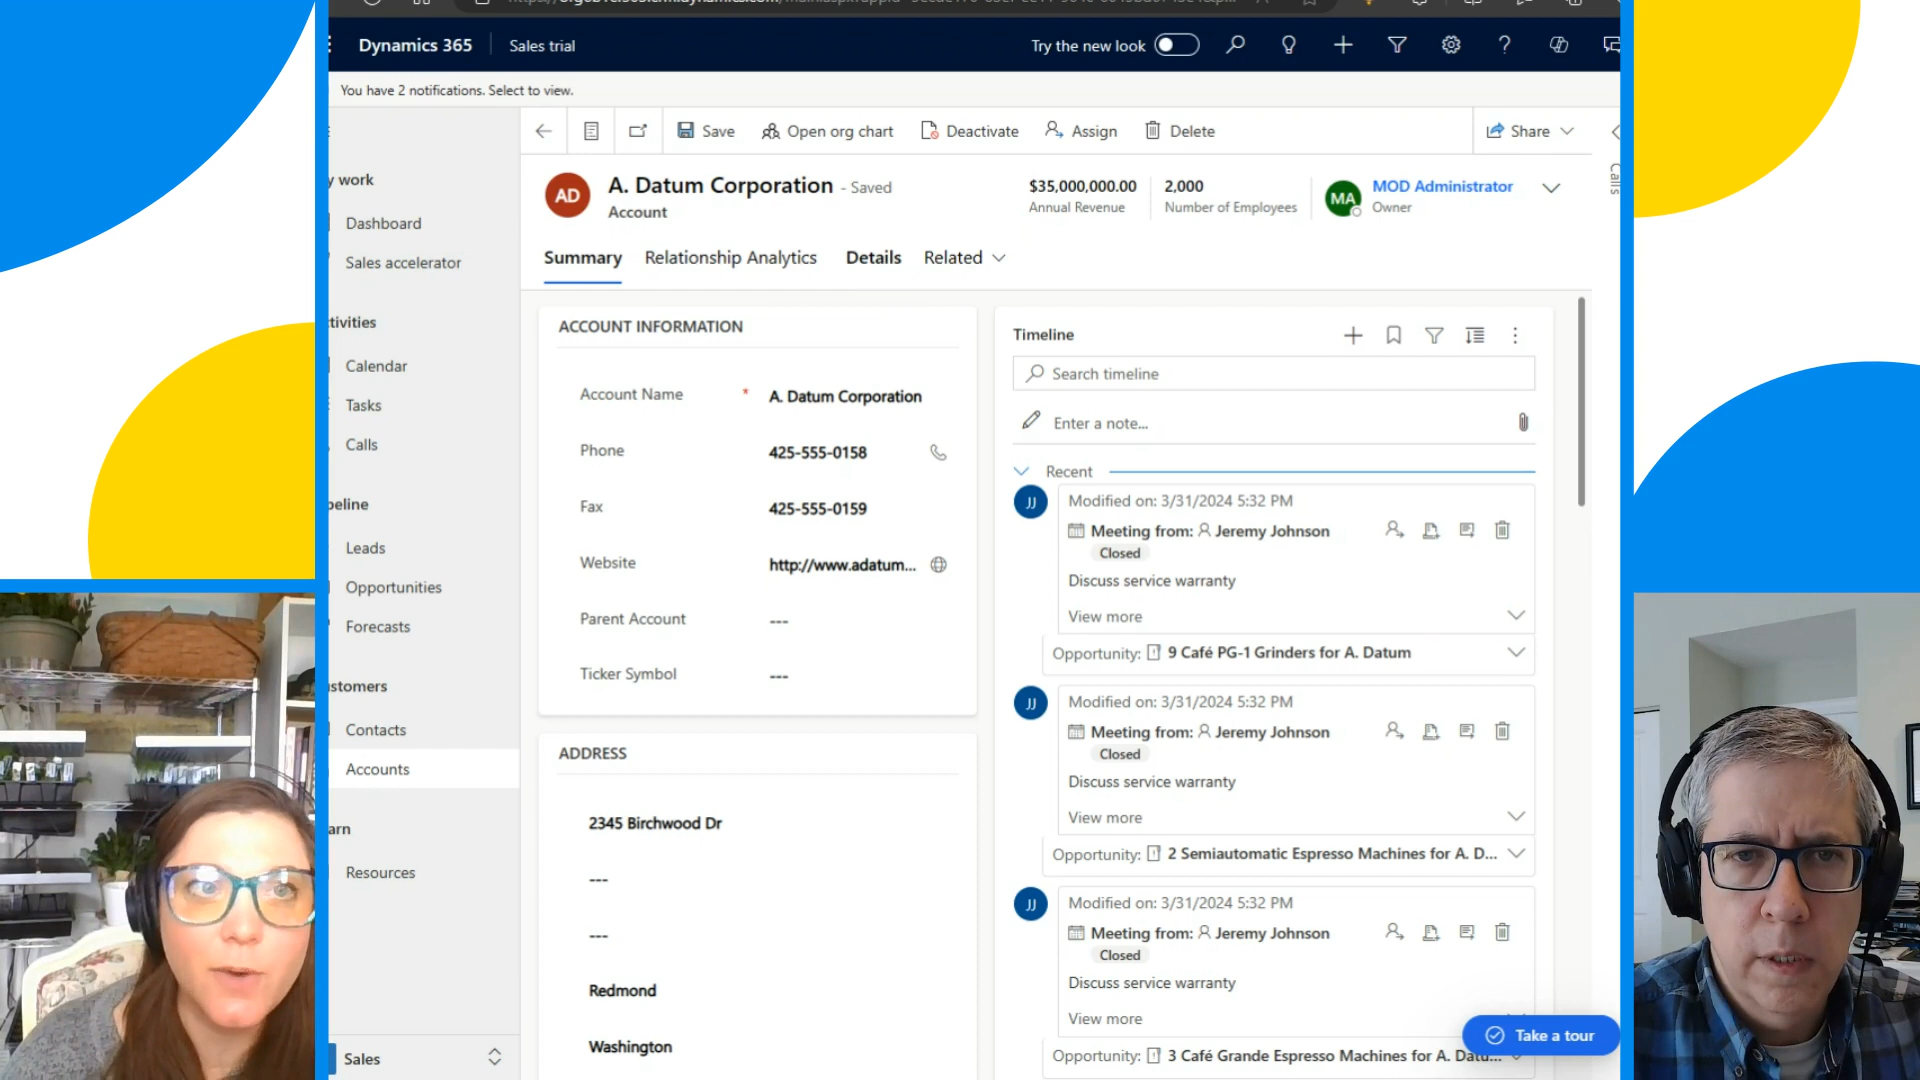 Dynamics 365
Sales trial
Try the new look
You have 2 notifications. Select to view.
Save
Open org chart
Deactivate
Assign
Delete
Share
Calls
AD
A. Datum Corporation - Saved
Account
$35,000,000.00
Annual Revenue
2,000
Number of Employees
MA
MOD Administrator
Owner
Summary
Relationship Analytics
Details
Related
y work
Dashboard
Sales accelerator
tivities
Calendar
Tasks
Calls
peline
Leads
Opportunities
Forecasts
stomers
Contacts
Accounts
arn
Resources
Sales
ACCOUNT INFORMATION
Account Name * A. Datum Corporation
Phone 425-555-0158
Fax 425-555-0159
Website http://www.adatum...
Parent Account ---
Ticker Symbol ---
ADDRESS
2345 Birchwood Dr
---
---
Redmond
Washington
Timeline
Search timeline
Enter a note...
Recent
JJ
Modified on: 3/31/2024 5:32 PM
Meeting from: Jeremy Johnson
Closed
Discuss service warranty
View more
Opportunity: 9 Café PG-1 Grinders for A. Datum
JJ
Modified on: 3/31/2024 5:32 PM
Meeting from: Jeremy Johnson
Closed
Discuss service warranty
View more
Opportunity: 2 Semiautomatic Espresso Machines for A. D...
JJ
Modified on: 3/31/2024 5:32 PM
Meeting from: Jeremy Johnson
Closed
Discuss service warranty
View more
Opportunity: 3 Café Grande Espresso Machines for A. Datu...
Take a tour